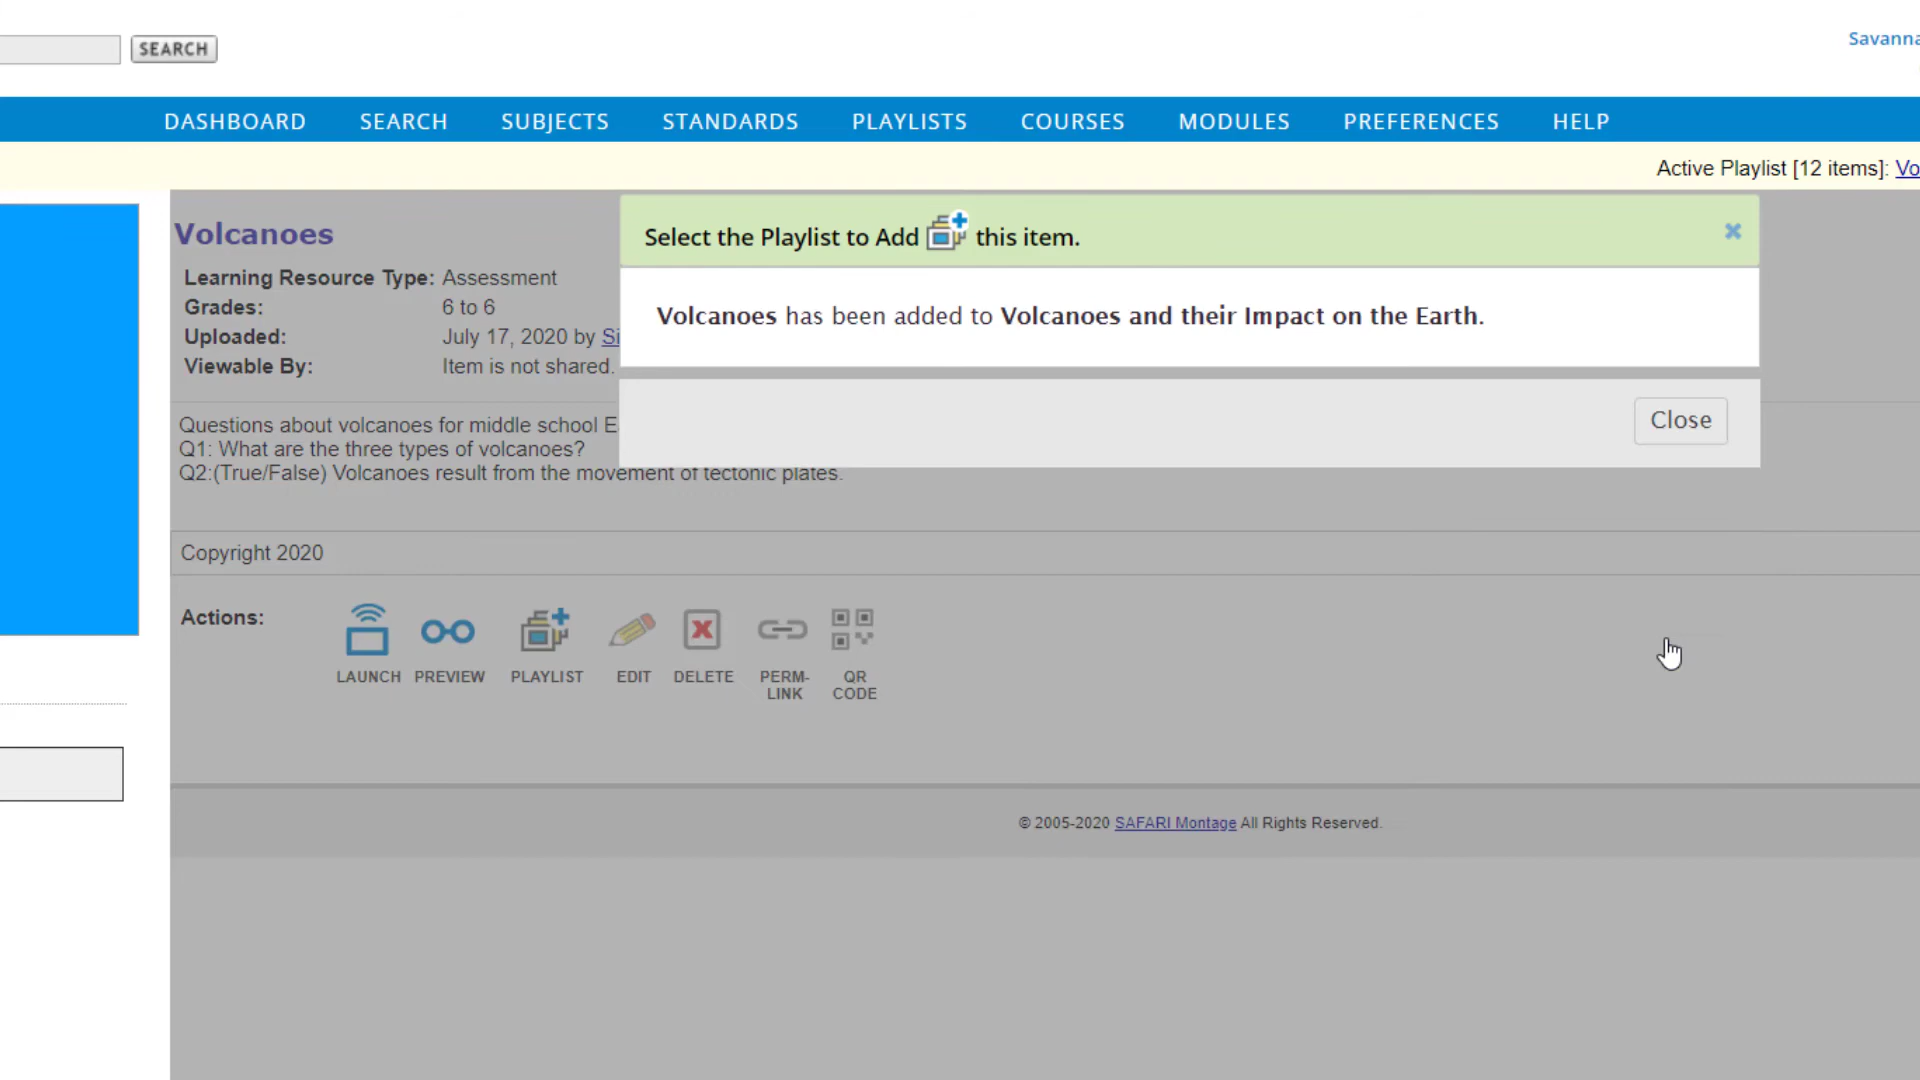 SEARCH
Savanna
DASHBOARD SEARCH SUBJECTS STANDARDS PLAYLISTS COURSES MODULES PREFERENCES HELP
Active Playlist [12 items]: Vo
Volcanoes
Learning Resource Type: Assessment
Grades: 6 to 6
Uploaded: July 17, 2020 by Si
Viewable By: Item is not shared.
Select the Playlist to Add this item.
Volcanoes has been added to Volcanoes and their Impact on the Earth.
Close
Questions about volcanoes for middle school E
Q1: What are the three types of volcanoes?
Q2:(True/False) Volcanoes result from the movement of tectonic plates.
Copyright 2020
Actions:
LAUNCH PREVIEW PLAYLIST EDIT DELETE PERM-LINK QR CODE
© 2005-2020 SAFARI Montage All Rights Reserved.